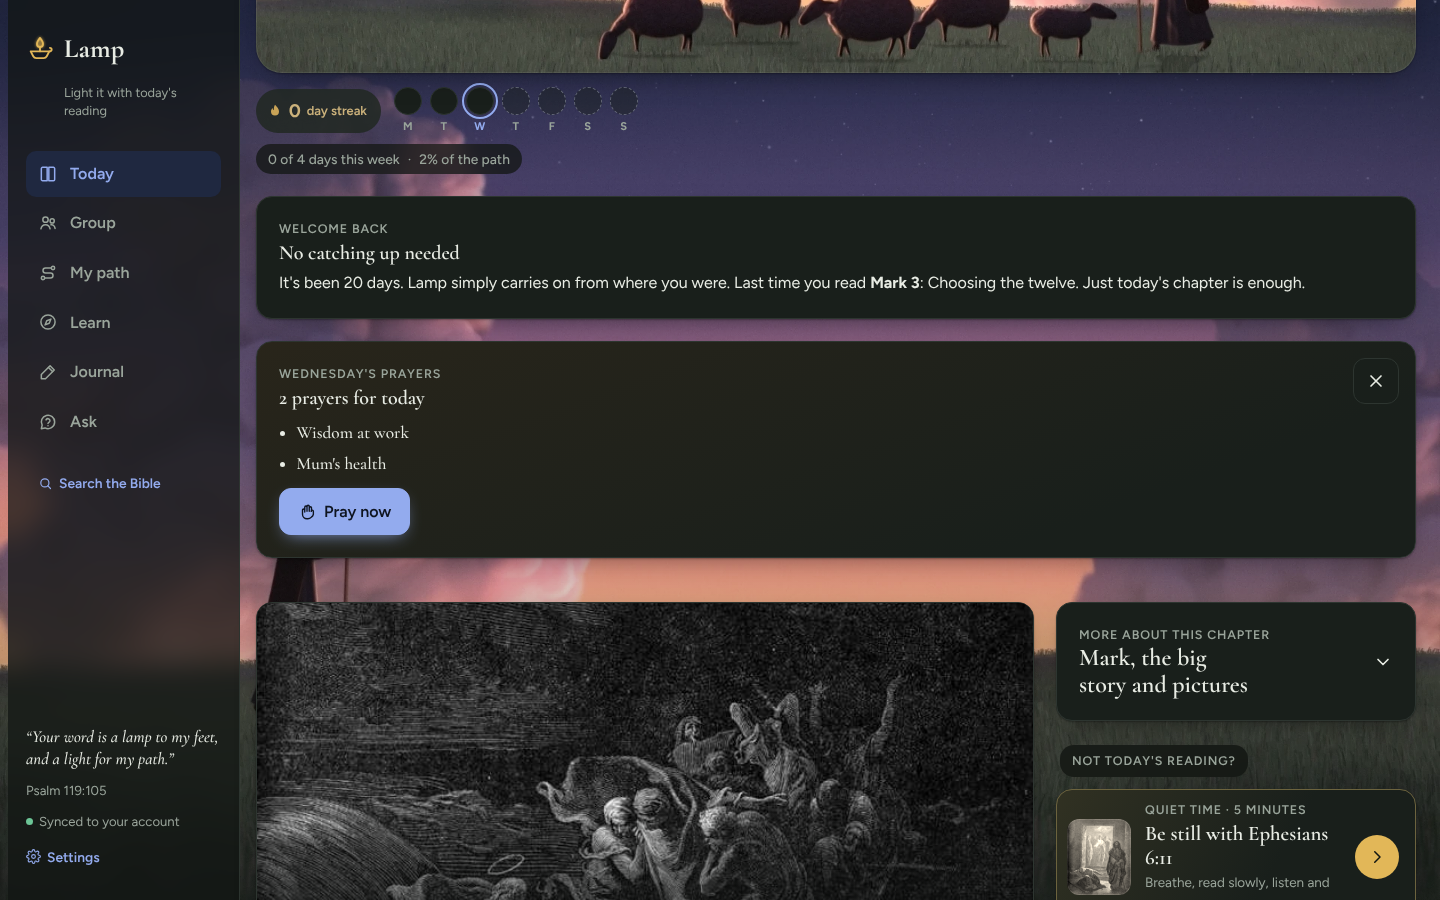 Lamp
Light it with today's
reading
Today
Group
My path
Learn
Journal
Ask
Search the Bible
“Your word is a lamp to my feet,
and a light for my path.”
Psalm 119:105
Synced to your account
Settings
0 day streak
M T W T F S S
0 of 4 days this week · 2% of the path
WELCOME BACK
No catching up needed
It's been 20 days. Lamp simply carries on from where you were. Last time you read Mark 3: Choosing the twelve. Just today's chapter is enough.
WEDNESDAY'S PRAYERS
2 prayers for today
• Wisdom at work
• Mum's health
Pray now
MORE ABOUT THIS CHAPTER
Mark, the big
story and pictures
NOT TODAY'S READING?
QUIET TIME · 5 MINUTES
Be still with Ephesians
6:11
Breathe, read slowly, listen and